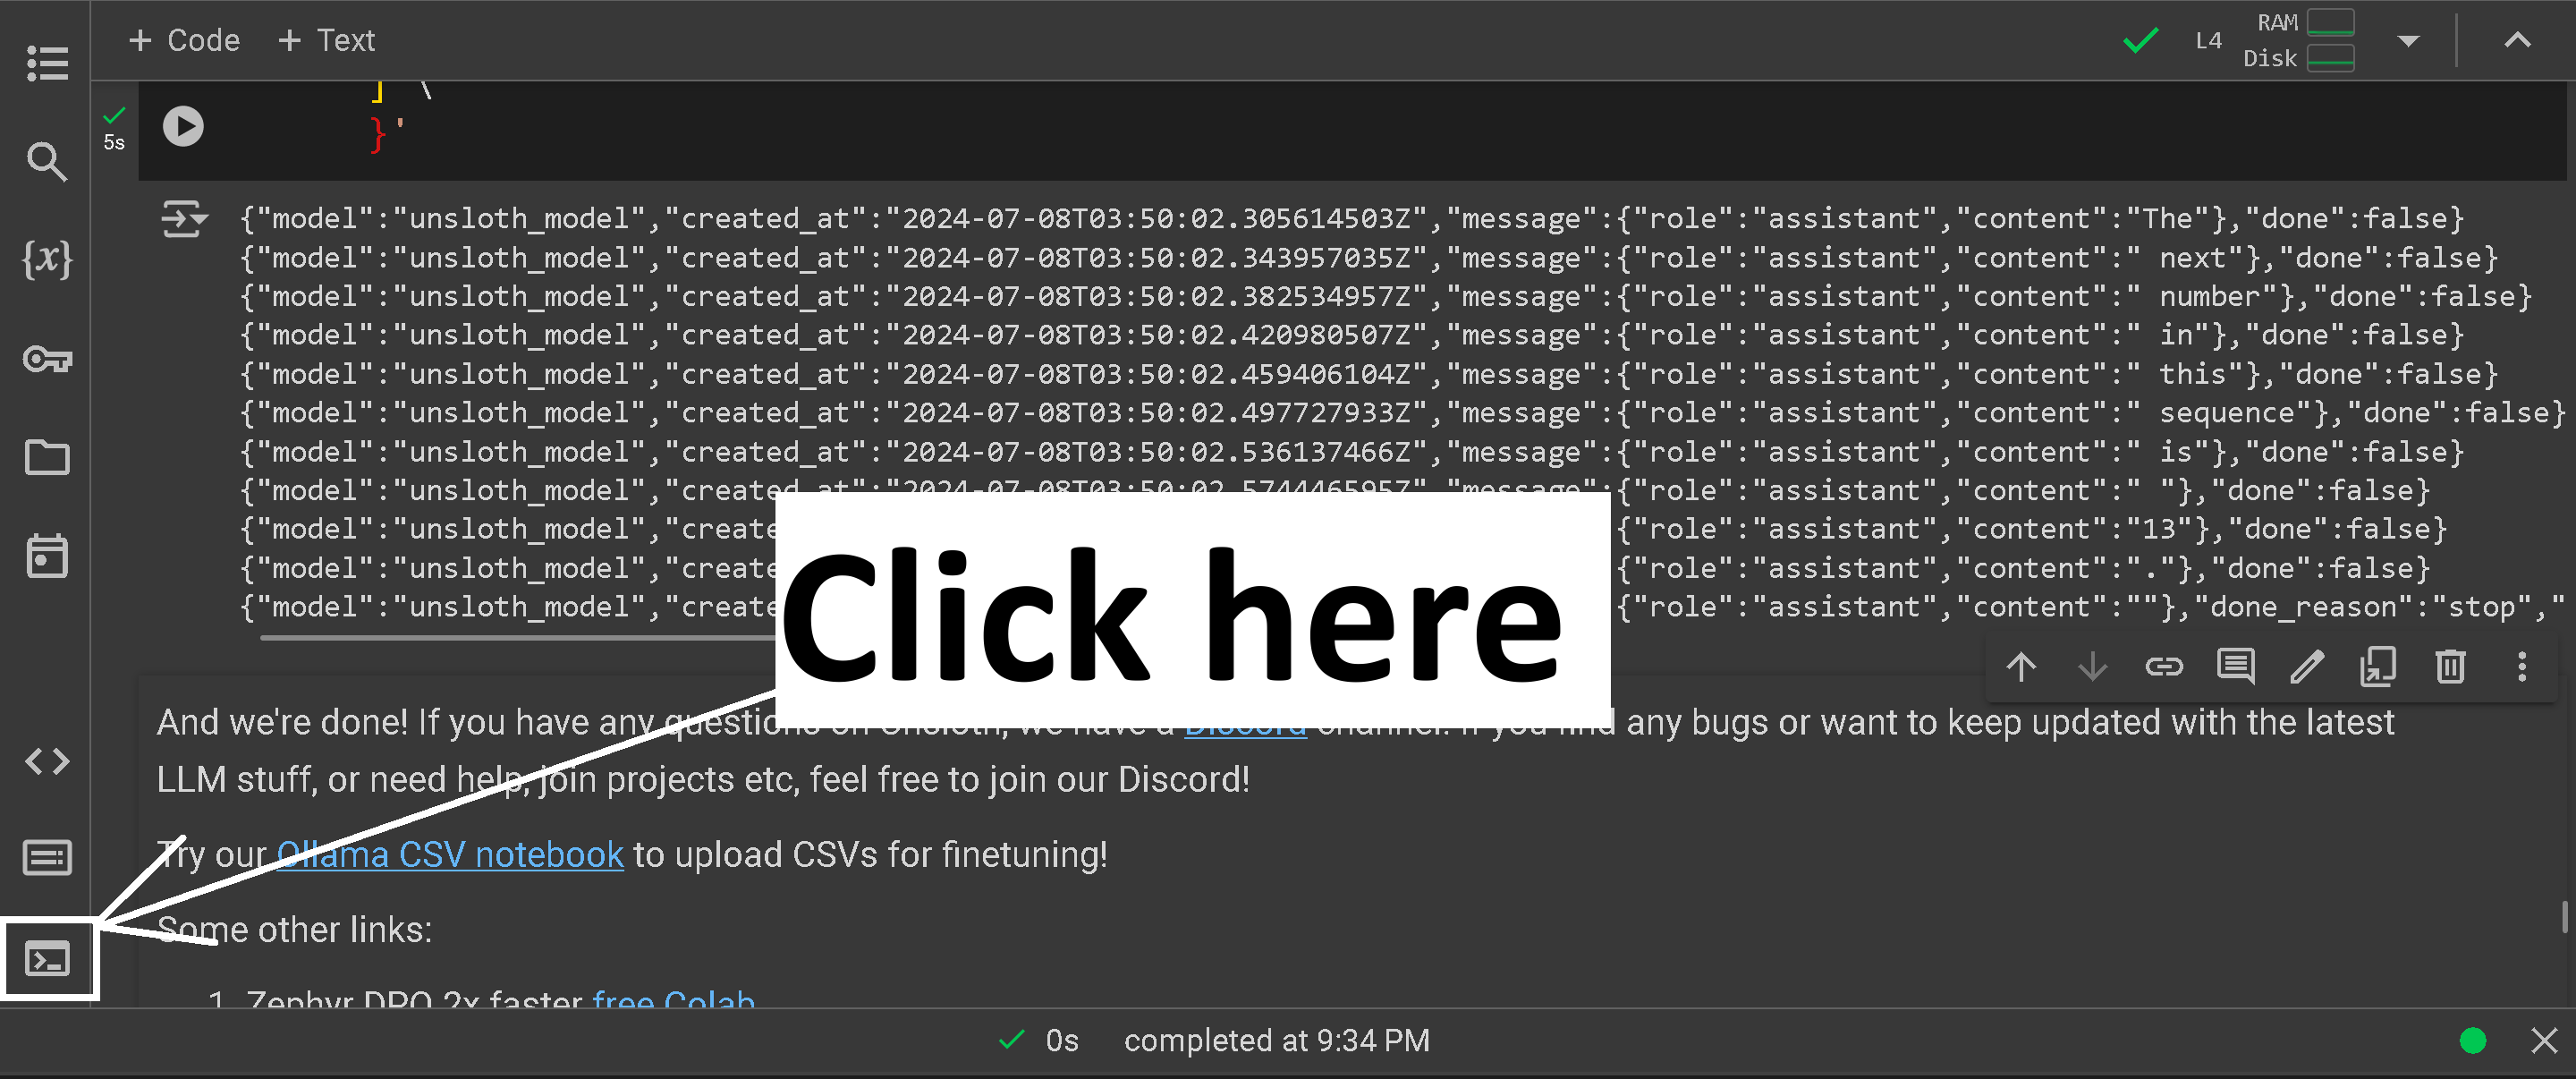 + Code + Text
L4
RAM
Disk
] \
}'
5s
{x}
{"model":"unsloth_model","created_at":"2024-07-08T03:50:02.305614503Z","message":{"role":"assistant","content":"The"},"done":false}
{"model":"unsloth_model","created_at":"2024-07-08T03:50:02.343957035Z","message":{"role":"assistant","content":" next"},"done":false}
{"model":"unsloth_model","created_at":"2024-07-08T03:50:02.382534957Z","message":{"role":"assistant","content":" number"},"done":false}
{"model":"unsloth_model","created_at":"2024-07-08T03:50:02.420980507Z","message":{"role":"assistant","content":" in"},"done":false}
{"model":"unsloth_model","created_at":"2024-07-08T03:50:02.459406104Z","message":{"role":"assistant","content":" this"},"done":false}
{"model":"unsloth_model","created_at":"2024-07-08T03:50:02.497727933Z","message":{"role":"assistant","content":" sequence"},"done":false}
{"model":"unsloth_model","created_at":"2024-07-08T03:50:02.536137466Z","message":{"role":"assistant","content":" is"},"done":false}
{"model":"unsloth_model","created_at":"2024-07-08T03:50:02.574446595Z","message":{"role":"assistant","content":" "},"done":false}
{"model":"unsloth_model","create {"role":"assistant","content":"13"},"done":false}
{"model":"unsloth_model","create {"role":"assistant","content":"."},"done":false}
{"model":"unsloth_model","create {"role":"assistant","content":""},"done_reason":"stop","
Click here
And we're done! If you have any questions on Unsloth, we have a Discord channel! If you find any bugs or want to keep updated with the latest
LLM stuff, or need help, join projects etc, feel free to join our Discord!
Try our Ollama CSV notebook to upload CSVs for finetuning!
Some other links:
1. Zephyr DPO 2x faster free Colab
0s completed at 9:34 PM